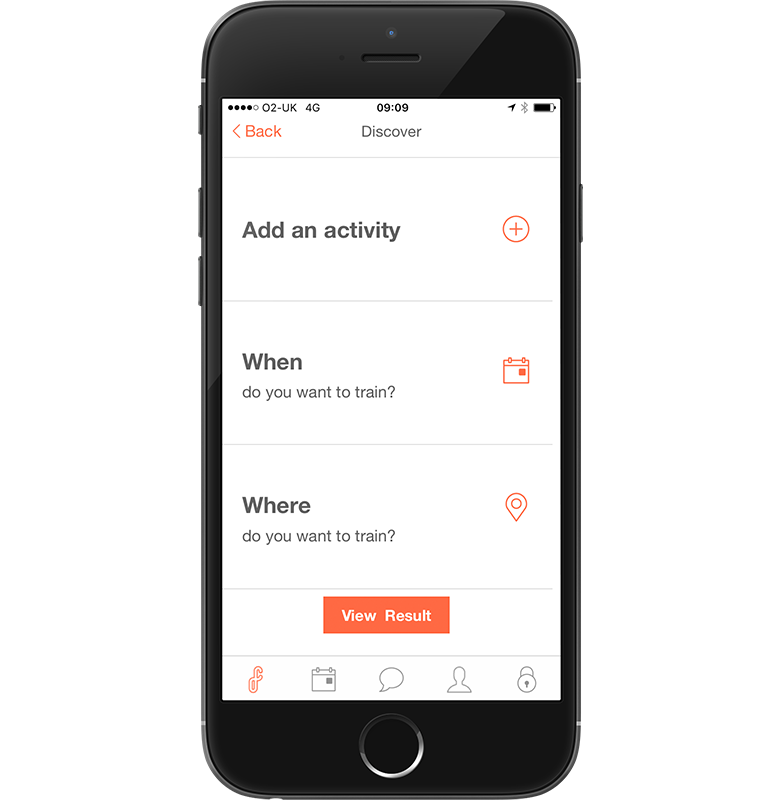 O2-UK 4G 09:09
Back Discover
Add an activity
When
do you want to train?
Where
do you want to train?
View Result